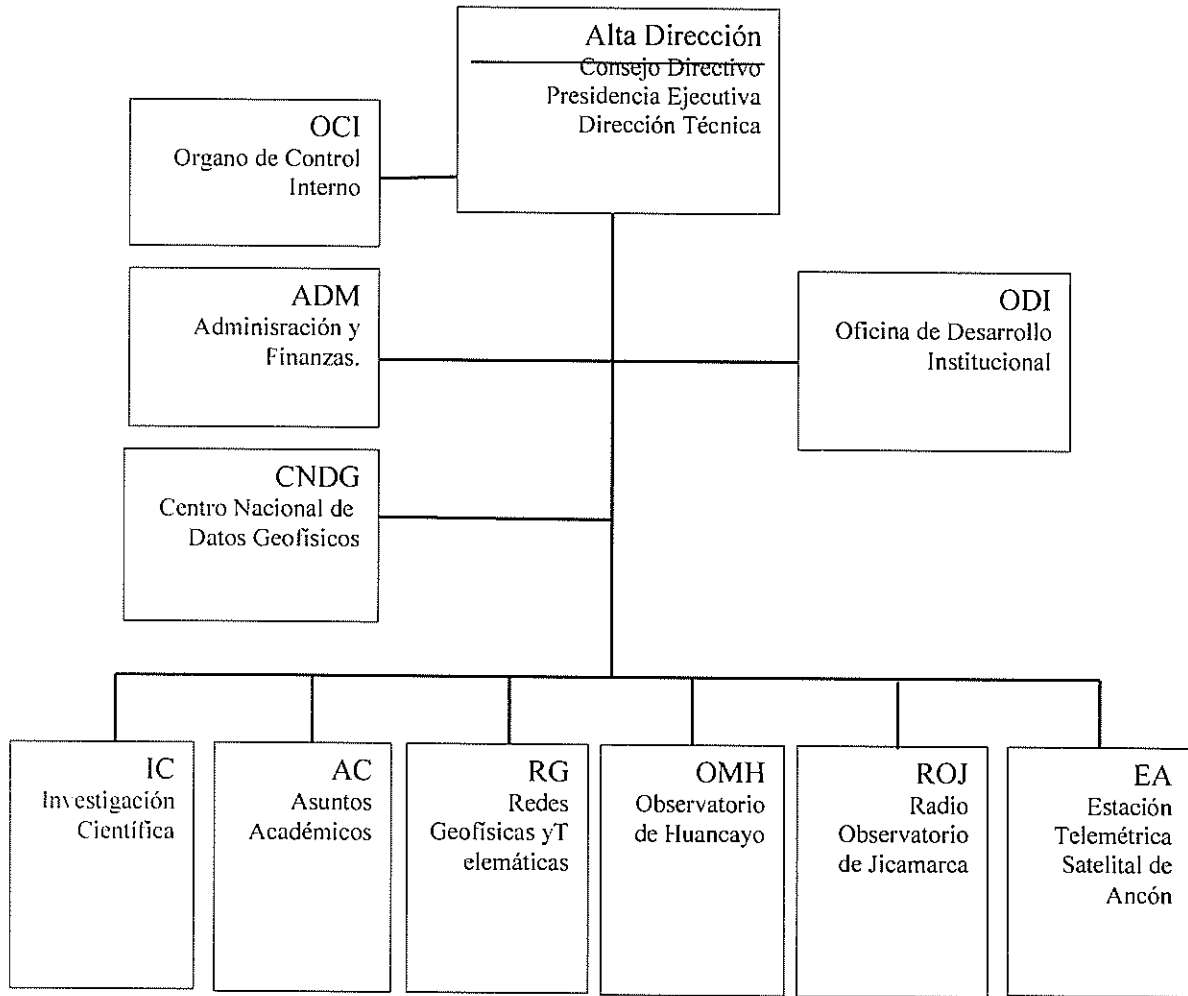 Alta Dirección
Consejo Directivo
Presidencia Ejecutiva
Dirección Técnica
OCI
Organo de Control
Interno
ADM
Adminisración y
Finanzas.
ODI
Oficina de Desarrollo
Institucional
CNDG
Centro Nacional de
Datos Geofísicos
IC
Investigación
Científica
AC
Asuntos
Académicos
RG
Redes
Geofísicas yT
elemáticas
OMH
Observatorio
de Huancayo
ROJ
Radio
Observatorio
de Jicamarca
EA
Estación
Telemétrica
Satelital de
Ancón